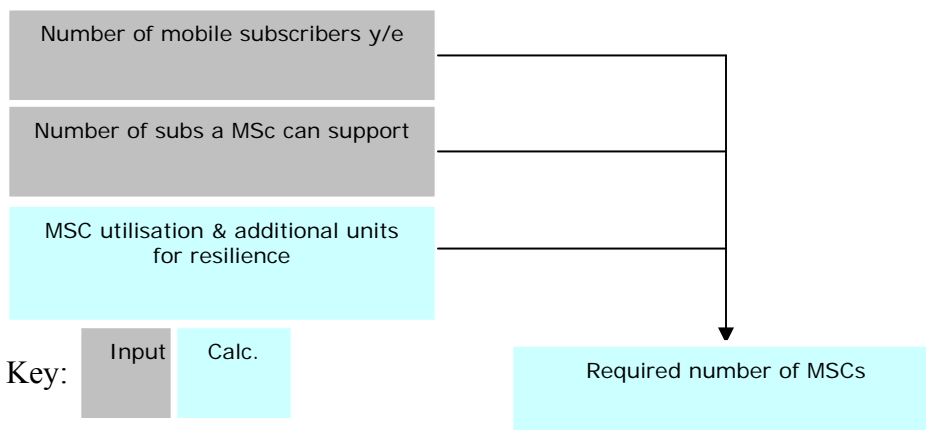 Number of mobile subscribers y/e
Number of subs a MSc can support
MSC utilisation & additional units
for resilience
Key:
Input
Calc.
Required number of MSCs